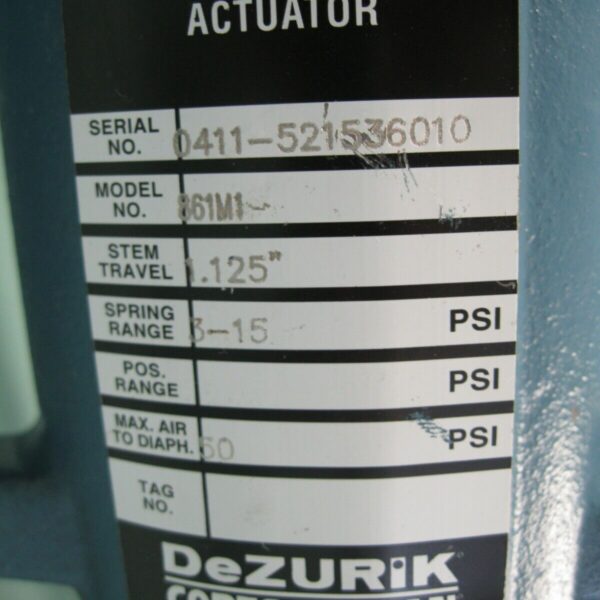 ACTUATOR
SERIAL NO. 0411-521536010
MODEL NO. 861M1-
STEM TRAVEL 1.125"
SPRING RANGE 3-15 PSI
POS. RANGE PSI
MAX. AIR TO DIAPH. 60 PSI
TAG NO.
DeZURiK